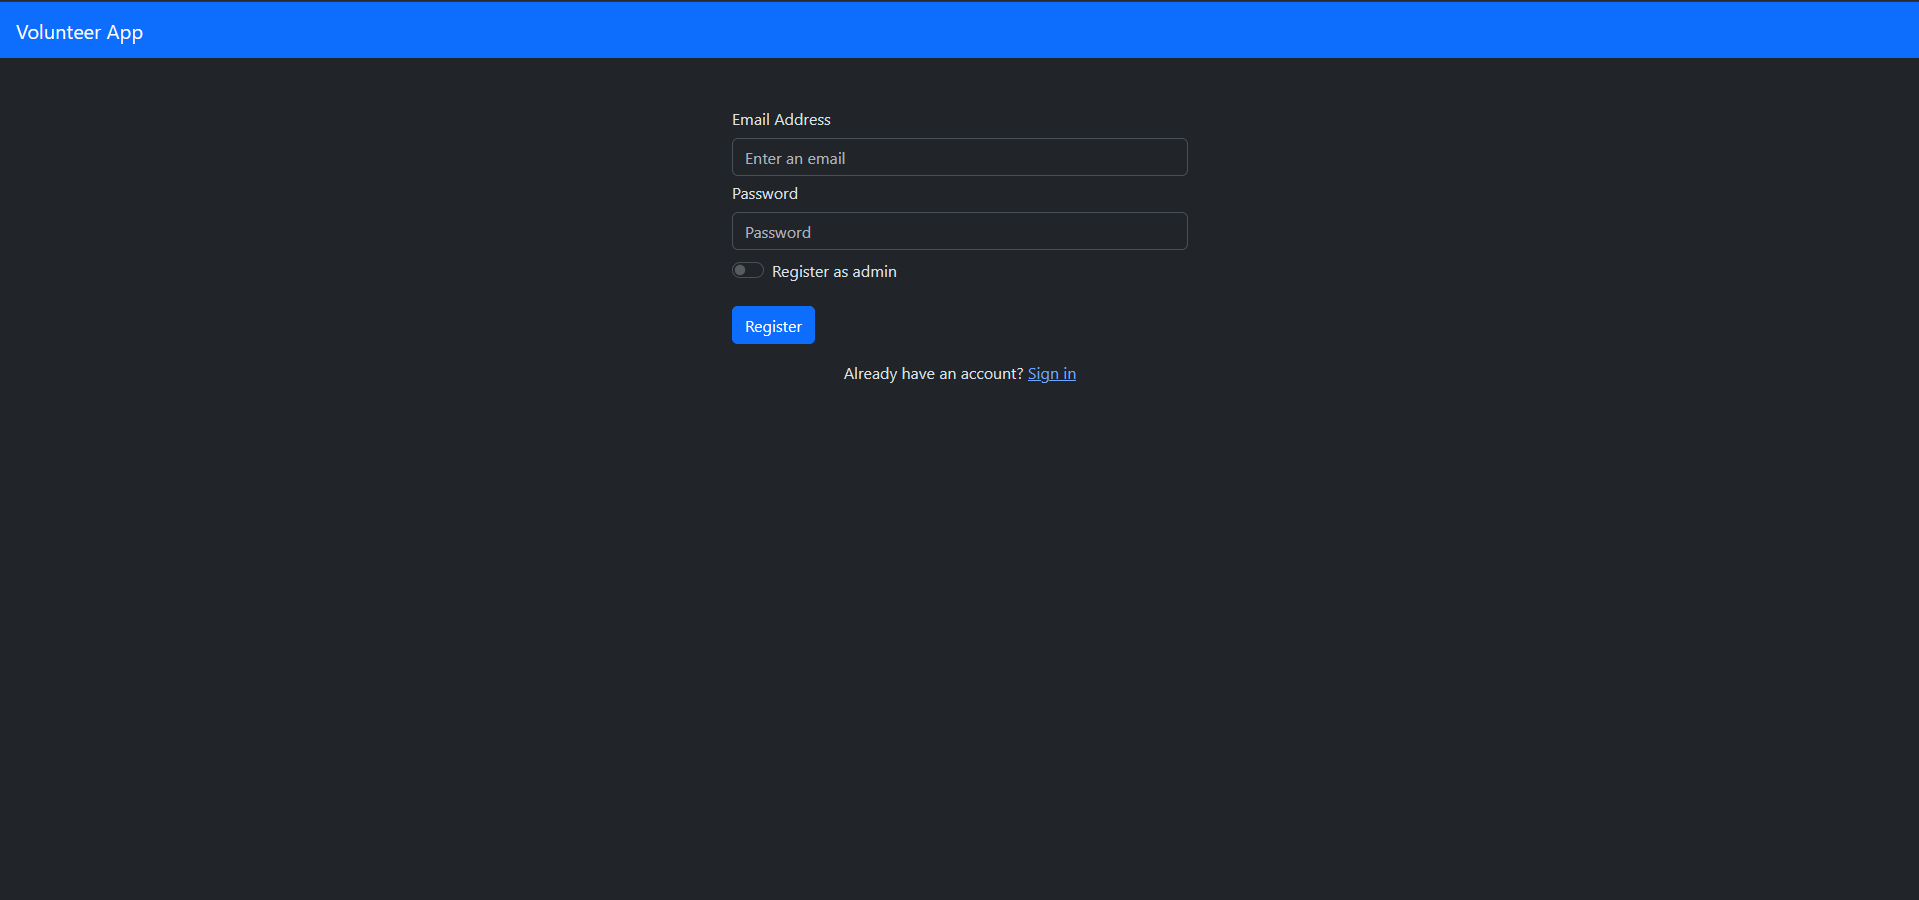 Volunteer App
Email Address
Enter an email
Password
Password
Register as admin
Register
Already have an account? Sign in